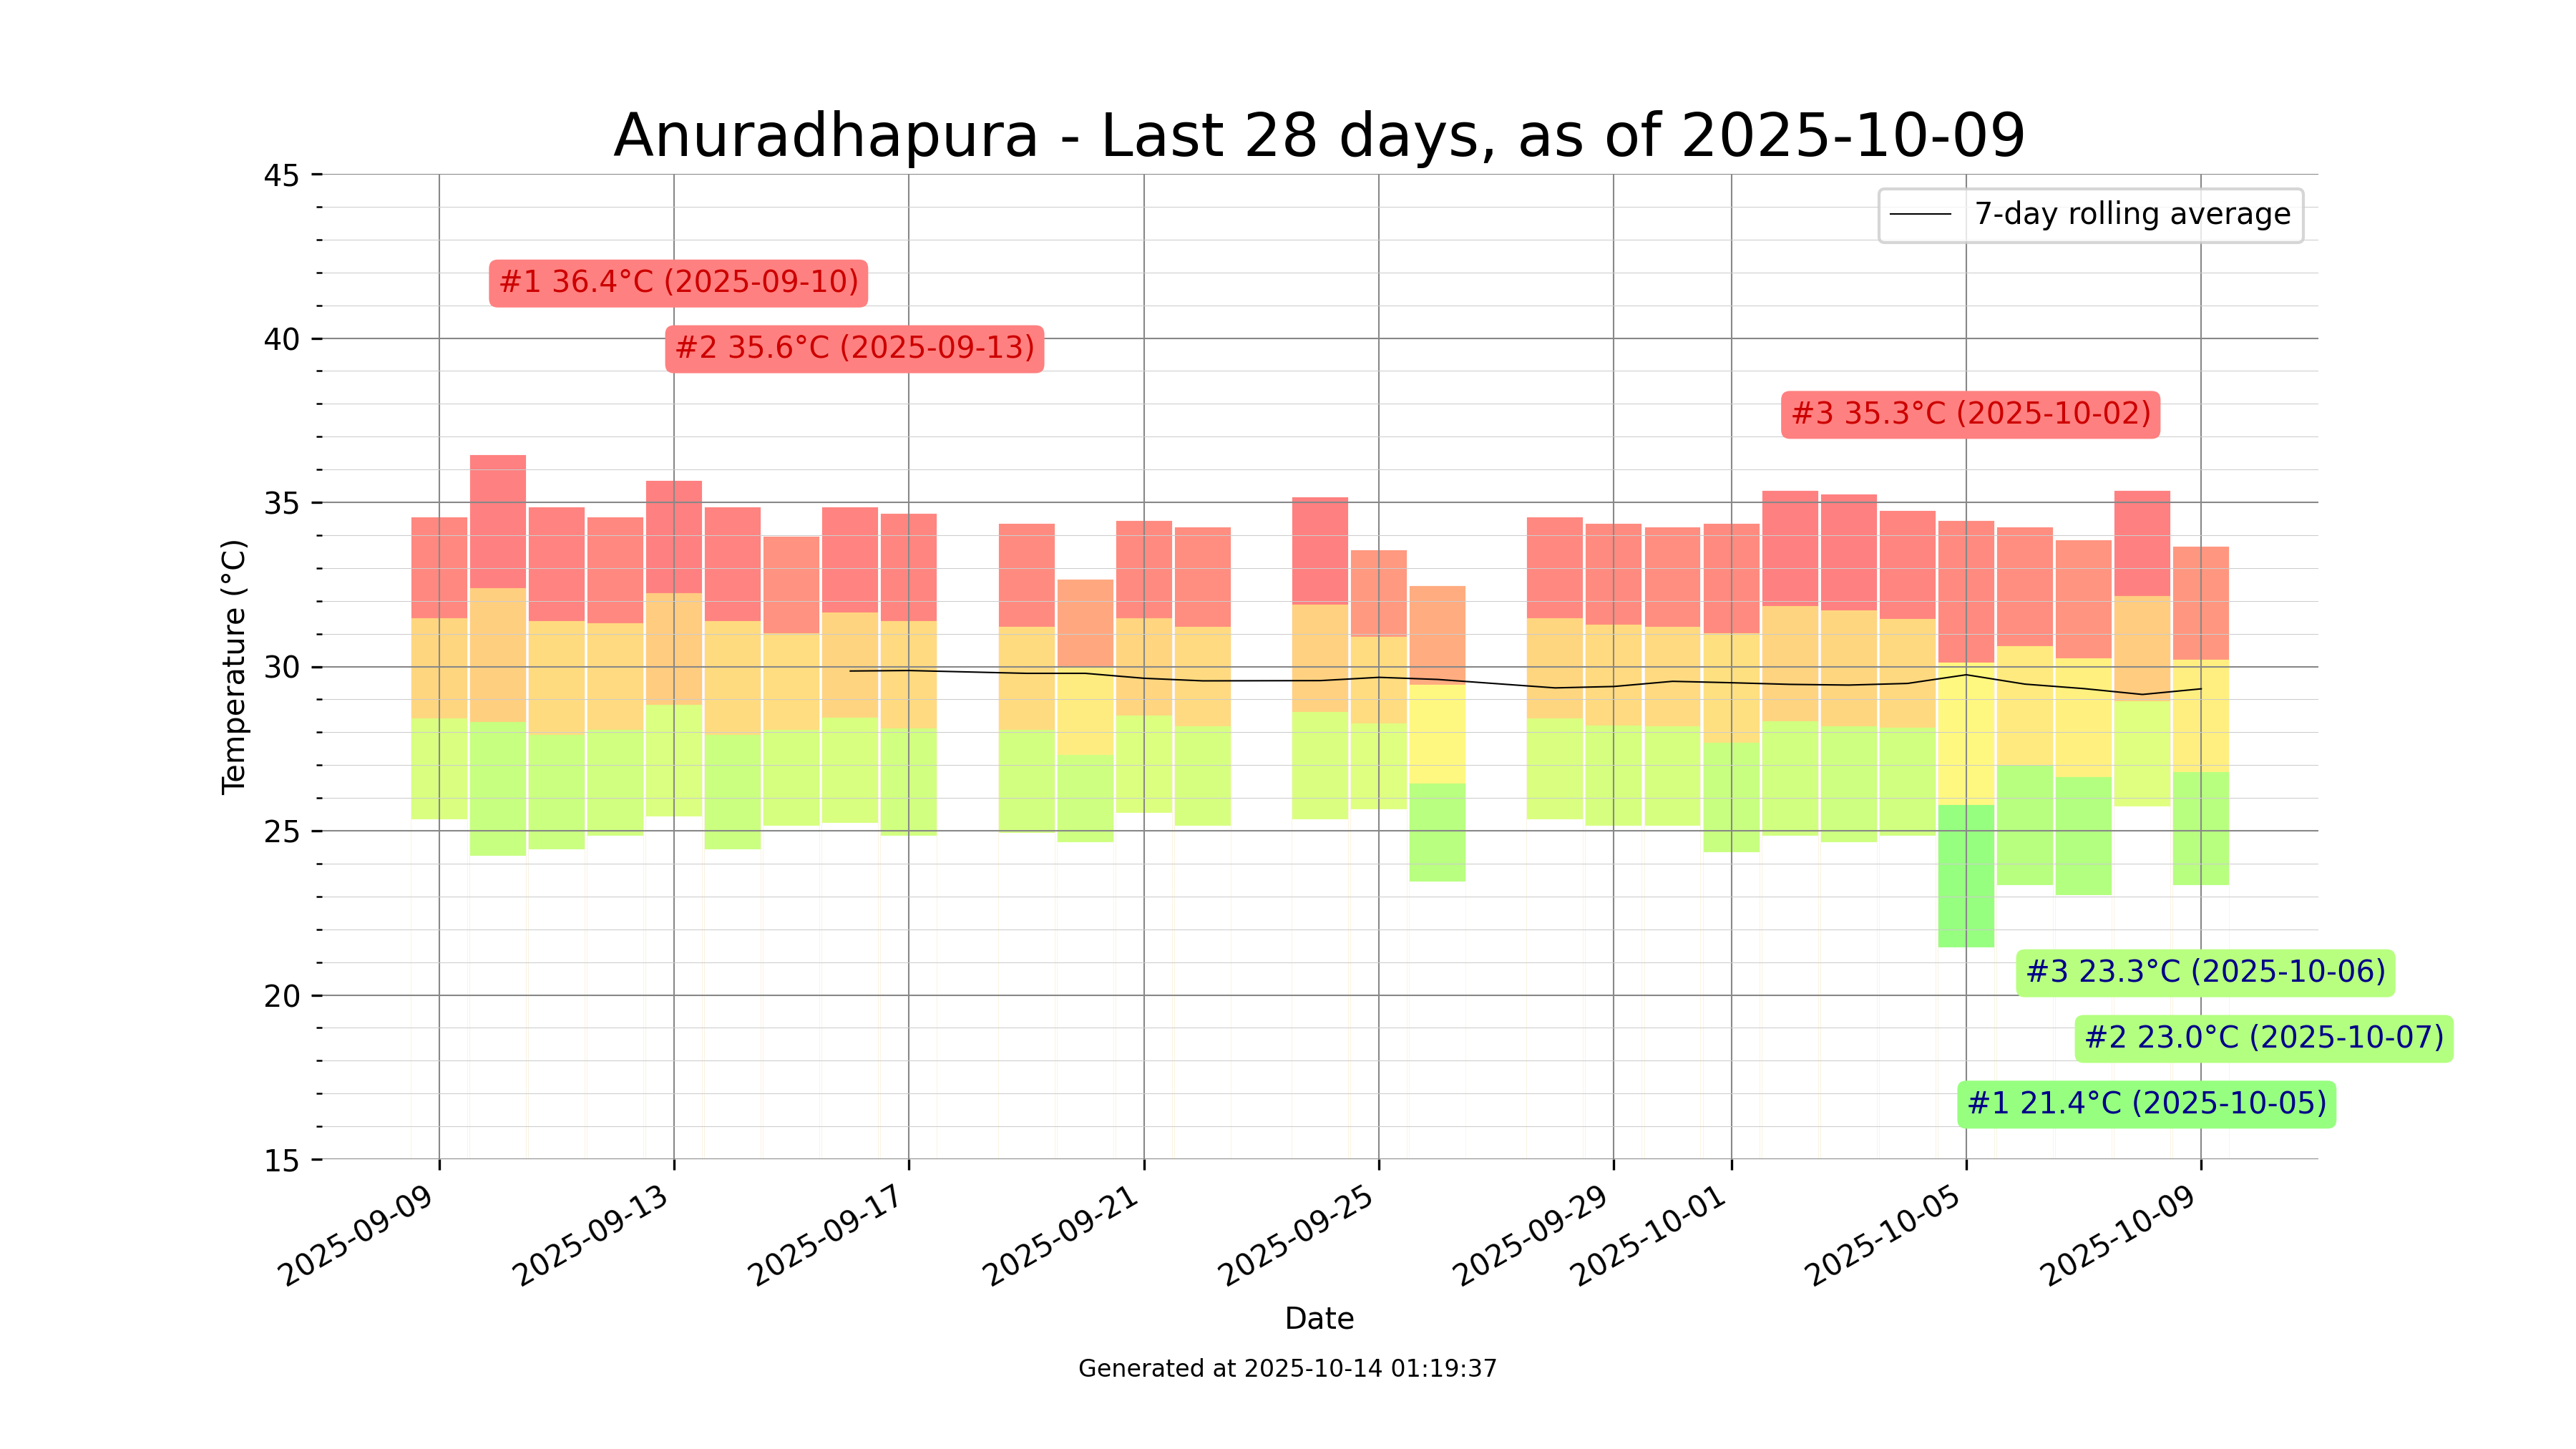 Anuradhapura - Last 28 days, as of 2025-10-09
45
7-day rolling average
#1 36.4°C (2025-09-10)
40
#2 35.6°C (2025-09-13)
#3 35.3°C (2025-10-02)
35
Temperature (°C)
30
25
#3 23.3°C (2025-10-06)
20
#2 23.0°C (2025-10-07)
#1 21.4°C (2025-10-05)
15
2025-09-09
2025-09-13
2025-09-17
2025-09-21
2025-09-25
2025-09-29
2025-10-01
2025-10-05
2025-10-09
Date
Generated at 2025-10-14 01:19:37